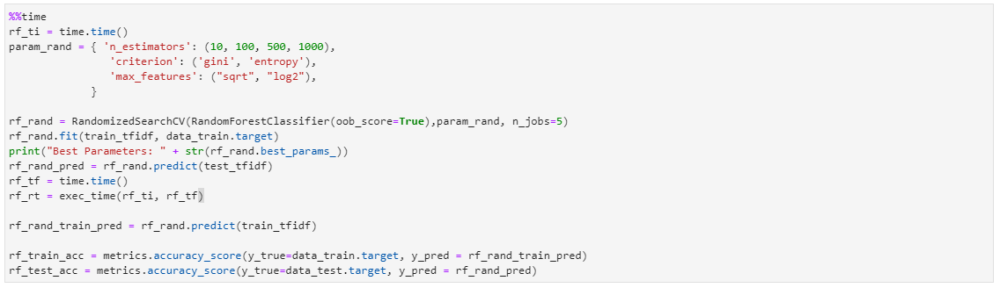 %%time
rf_ti = time.time()
param_rand = { 'n_estimators': (10, 100, 500, 1000),
               'criterion': ('gini', 'entropy'),
               'max_features': ("sqrt", "log2"),
             }
rf_rand = RandomizedSearchCV(RandomForestClassifier(oob_score=True),param_rand, n_jobs=5)
rf_rand.fit(train_tfidf, data_train.target)
print("Best Parameters: " + str(rf_rand.best_params_))
rf_rand_pred = rf_rand.predict(test_tfidf)
rf_tf = time.time()
rf_rt = exec_time(rf_ti, rf_tf)
rf_rand_train_pred = rf_rand.predict(train_tfidf)
rf_train_acc = metrics.accuracy_score(y_true=data_train.target, y_pred = rf_rand_train_pred)
rf_test_acc = metrics.accuracy_score(y_true=data_test.target, y_pred = rf_rand_pred)